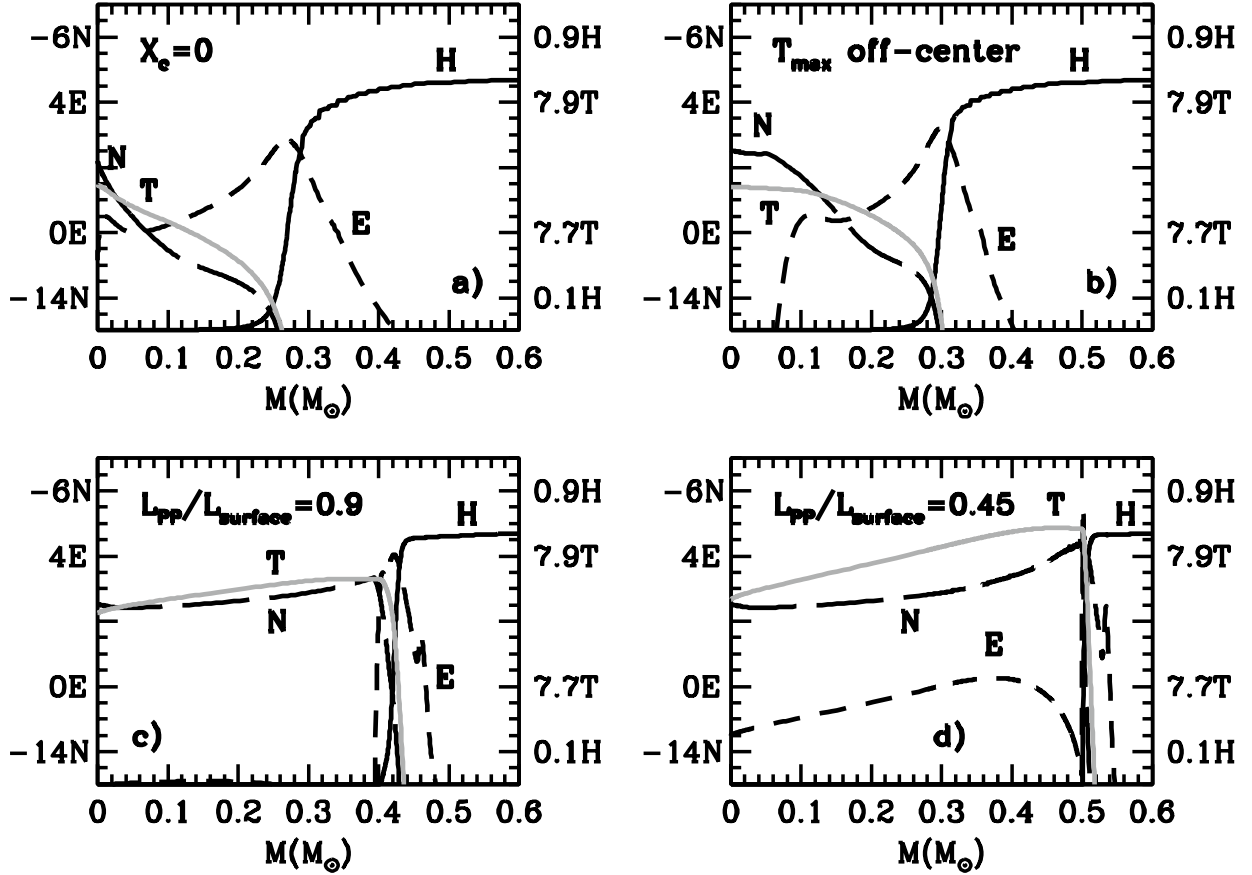 -6N X_c=0 H 0.9H
4E 7.9T
N T
0E E 7.7T
-14N a) 0.1H
0 0.1 0.2 0.3 0.4 0.5 0.6
M(M_⊙)
-6N T_max off-center 0.9H
H
4E 7.9T
N
T
0E E 7.7T
-14N b) 0.1H
0 0.1 0.2 0.3 0.4 0.5 0.6
M(M_⊙)
-6N L_PP/L_surface=0.9 H 0.9H
4E T 7.9T
N
0E E 7.7T
-14N c) 0.1H
0 0.1 0.2 0.3 0.4 0.5 0.6
M(M_⊙)
-6N L_PP/L_surface=0.45 T H 0.9H
4E 7.9T
N
E
0E 7.7T
-14N d) 0.1H
0 0.1 0.2 0.3 0.4 0.5 0.6
M(M_⊙)